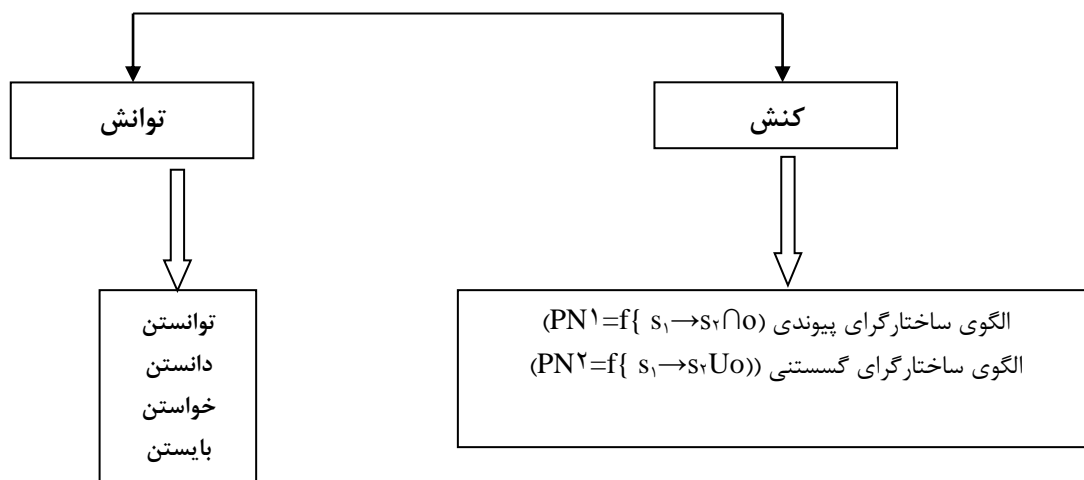 کنش
توانش
الگوی ساختارگرای پیوندی (PN۱=f{ s۱→s۲∩o)
الگوی ساختارگرای گسستنی (PN۲=f{ s۱→s۲Uo))
توانستن
دانستن
خواستن
بایستن